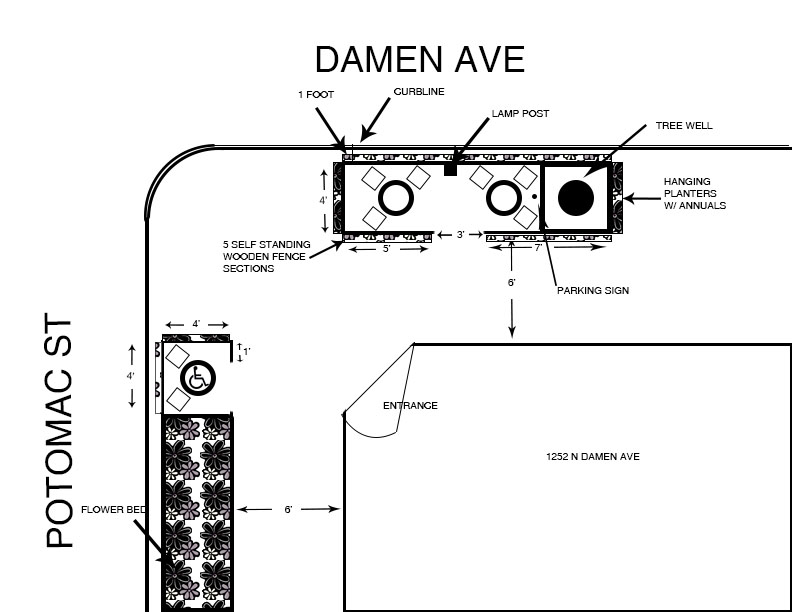 DAMEN AVE
1 FOOT
CURBLINE
LAMP POST
TREE WELL
HANGING
PLANTERS
W/ ANNUALS
4'
3'
5'
7'
5 SELF STANDING
WOODEN FENCE
SECTIONS
6'
PARKING SIGN
POTOMAC ST
4'
1'
4'
ENTRANCE
1252 N DAMEN AVE
FLOWER BED
6'